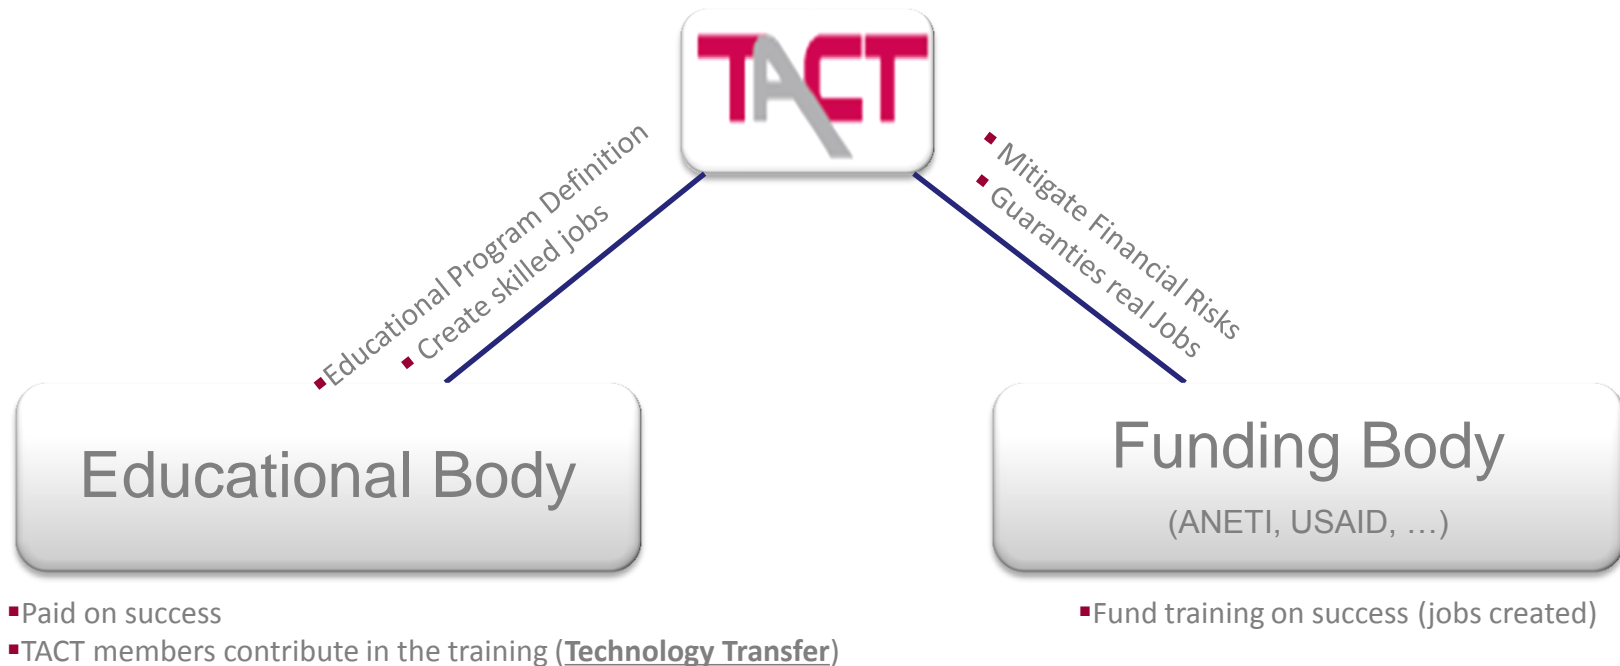 TACT
▪Educational Program Definition
▪ Create skilled jobs
▪ Mitigate Financial Risks
▪ Guaranties real Jobs
Educational Body
Funding Body
(ANETI, USAID, …)
▪Paid on success
▪TACT members contribute in the training (Technology Transfer)
▪Fund training on success (jobs created)